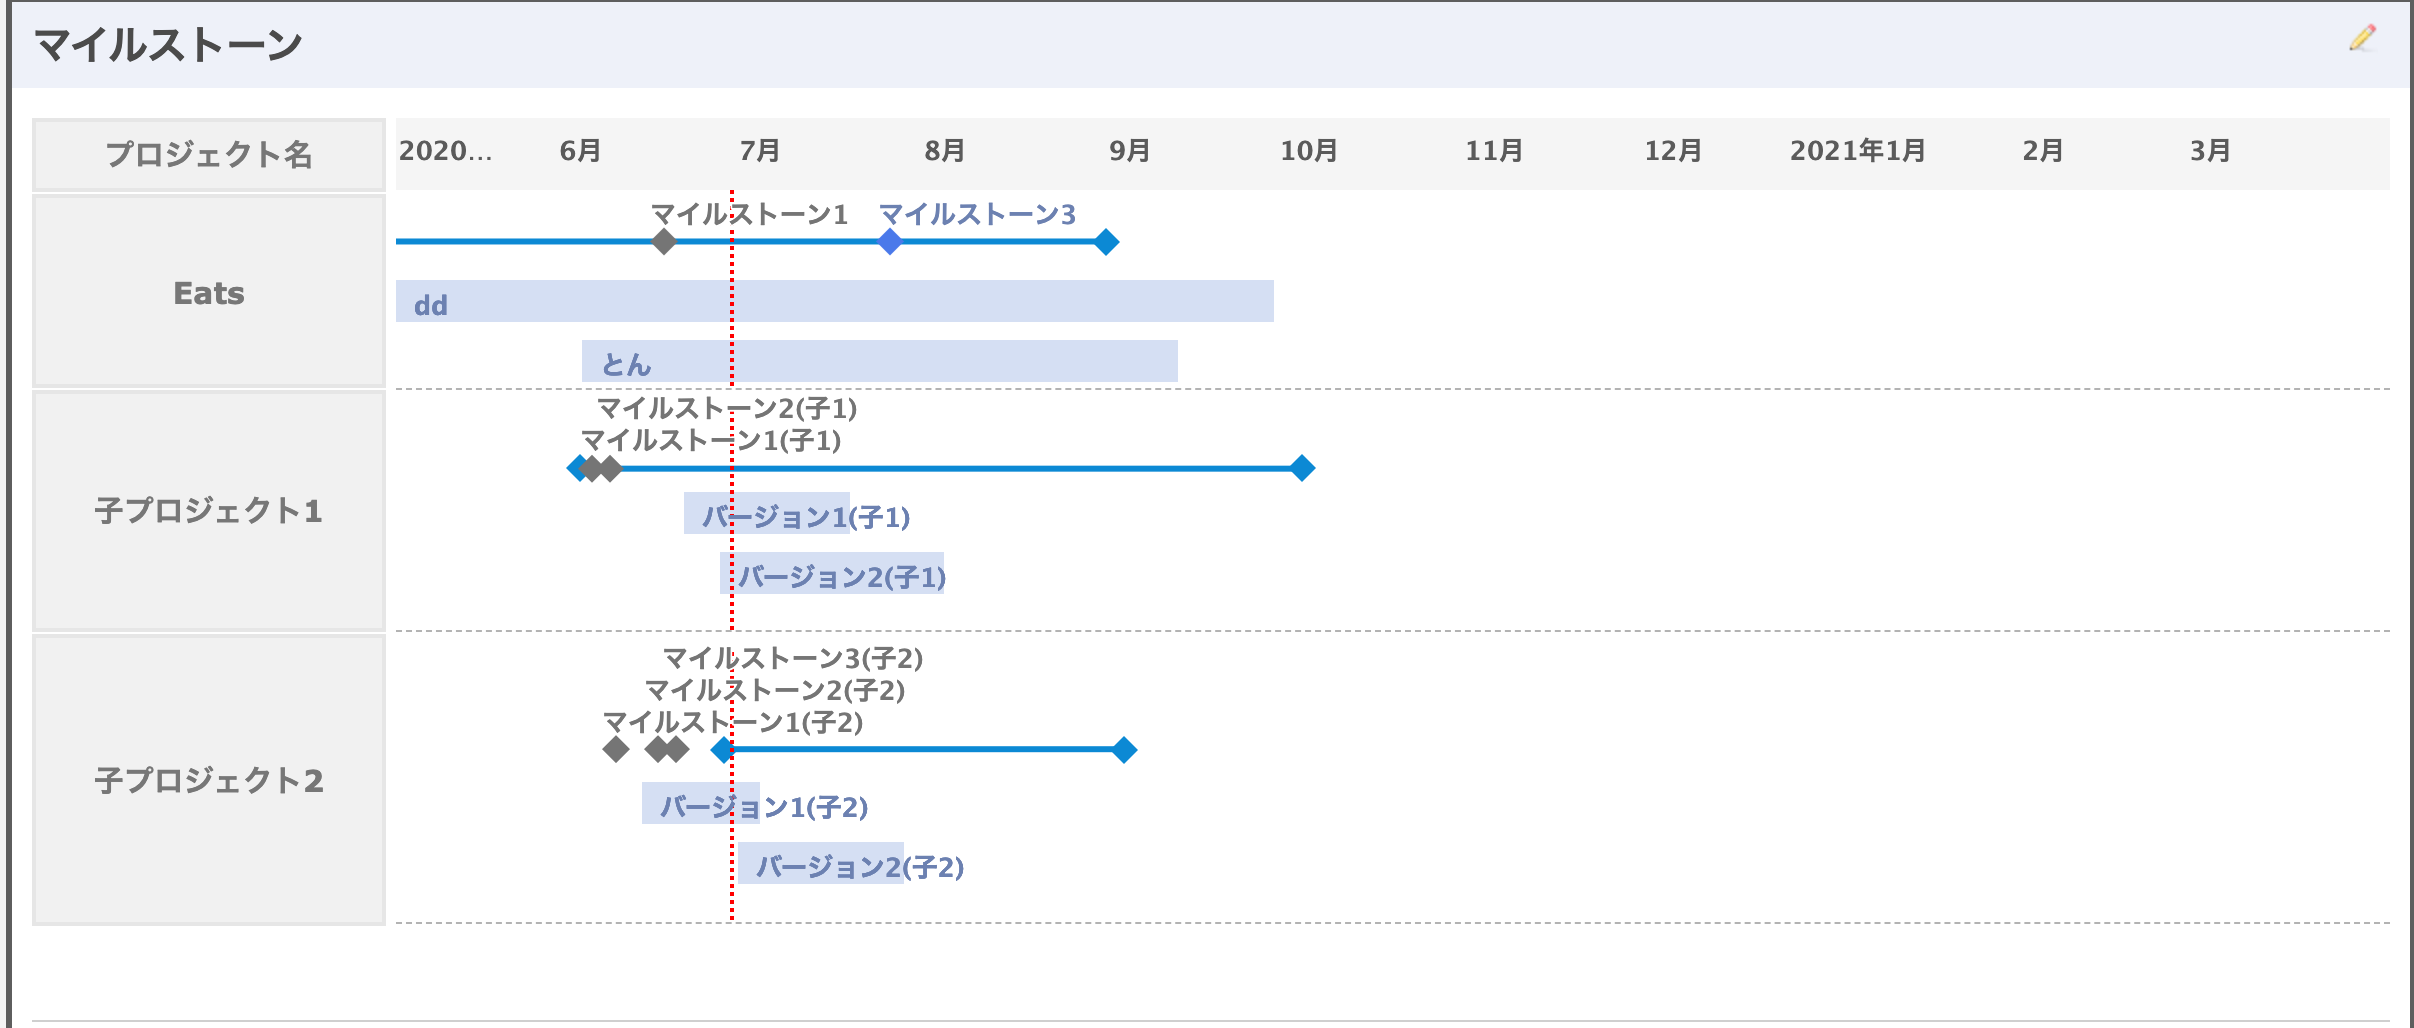 マイルストーン
プロジェクト名
2020... 6月 7月 8月 9月 10月 11月 12月 2021年1月 2月 3月
マイルストーン1 マイルストーン3
Eats
dd
とん
マイルストーン2(子1)
マイルストーン1(子1)
子プロジェクト1
バージョン1(子1)
バージョン2(子1)
マイルストーン3(子2)
マイルストーン2(子2)
マイルストーン1(子2)
子プロジェクト2
バージョン1(子2)
バージョン2(子2)